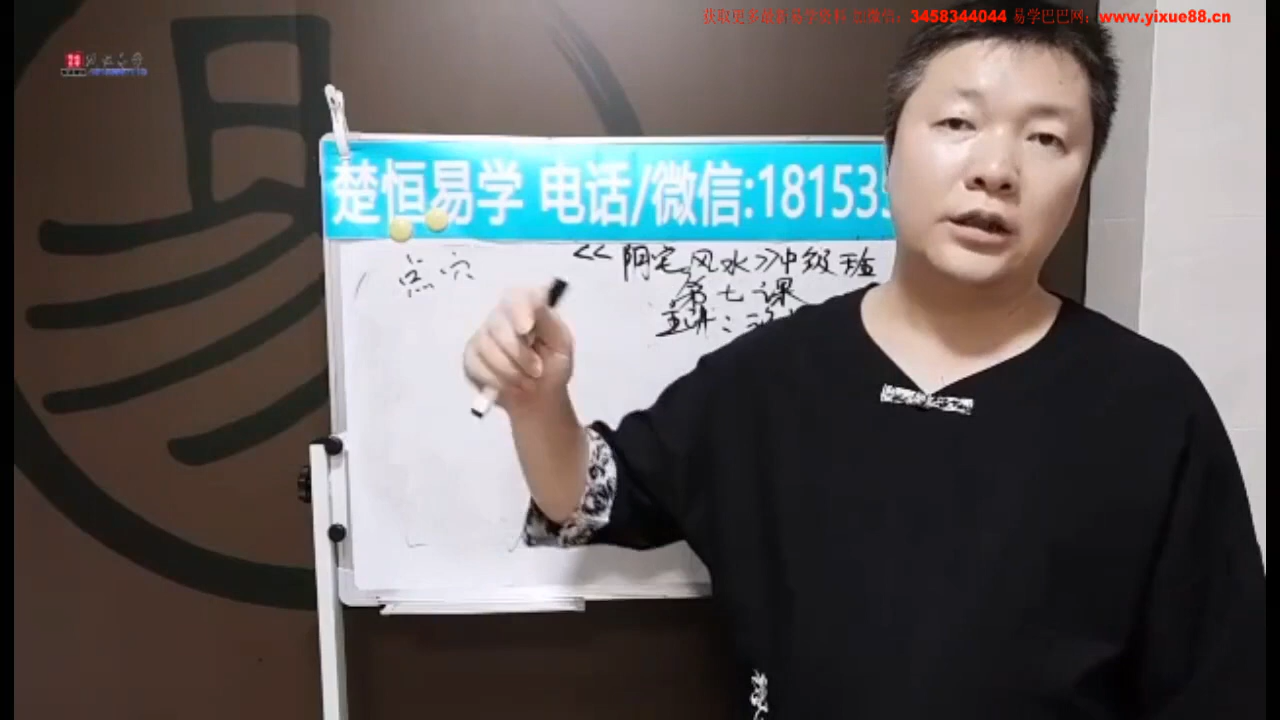 获取更多最新易学资料 加微信：3458344044 易学巴巴网：www.yixue88.cn
易
楚恒易学 电话/微信:18153
点穴
<<阳宅风水>>中级班
第七课
主讲：